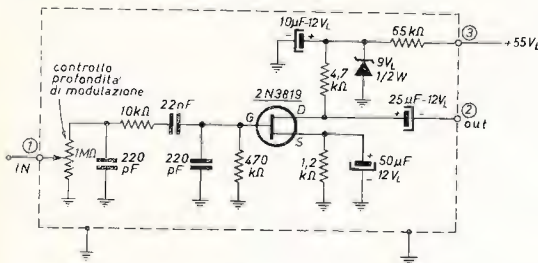 10µF-12VL
+
-
3
55kΩ
+55VL
controllo
profondita'
di modulazione
4,7
kΩ
9VL
1/2W
25µF-12VL
2N3819
+
-
2
out
22nF
10kΩ
G
D
S
1
IN
1MΩ
220
pF
220
pF
470
kΩ
1,2
kΩ
+
-
50µF
12VL